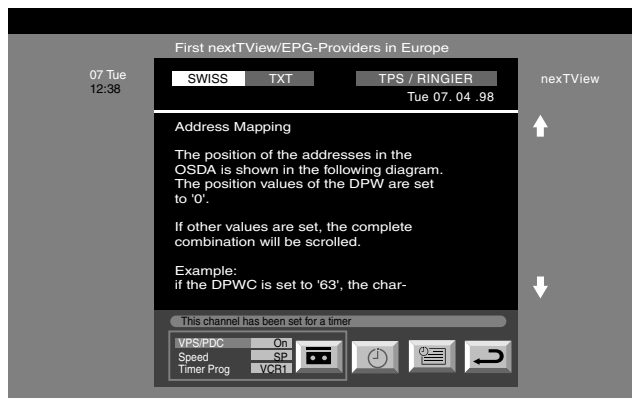 First nextTView/EPG-Providers in Europe
07 Tue
12:38
SWISS TXT TPS / RINGIER
nexTView
Tue 07. 04 .98
Address Mapping
The position of the addresses in the
OSDA is shown in the following diagram.
The position values of the DPW are set
to '0'.
If other values are set, the complete
combination will be scrolled.
Example:
if the DPWC is set to '63', the char-
This channel has been set for a timer
VPS/PDC On
Speed SP
Timer Prog VCR1